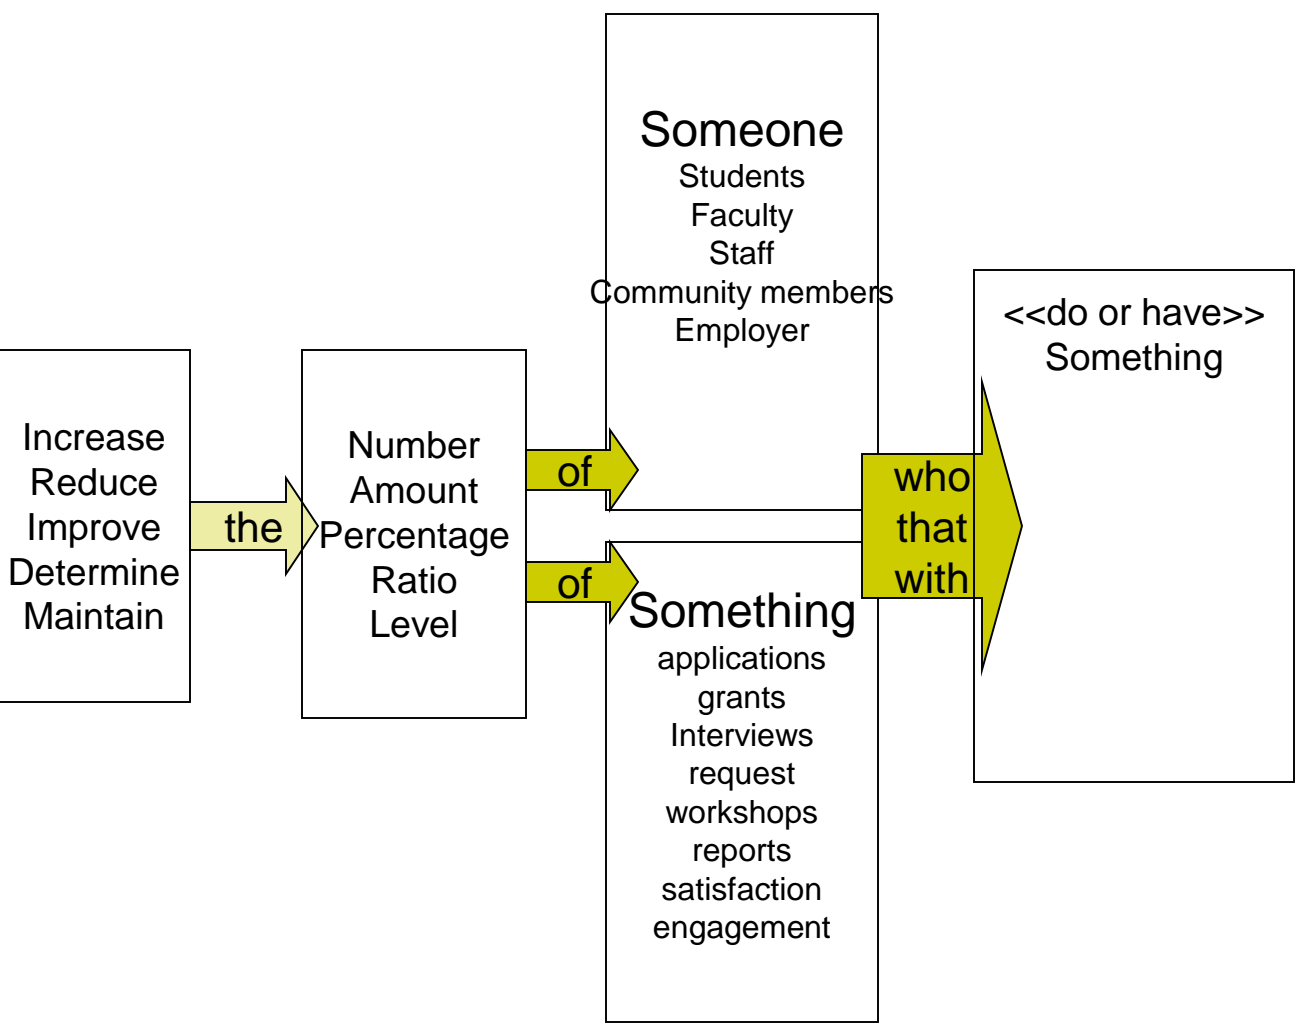 Increase
Reduce
Improve
Determine
Maintain
the
Number
Amount
Percentage
Ratio
Level
of
of
Someone
Students
Faculty
Staff
Community members
Employer
Something
applications
grants
Interviews
request
workshops
reports
satisfaction
engagement
who
that
with
<<do or have>>
Something